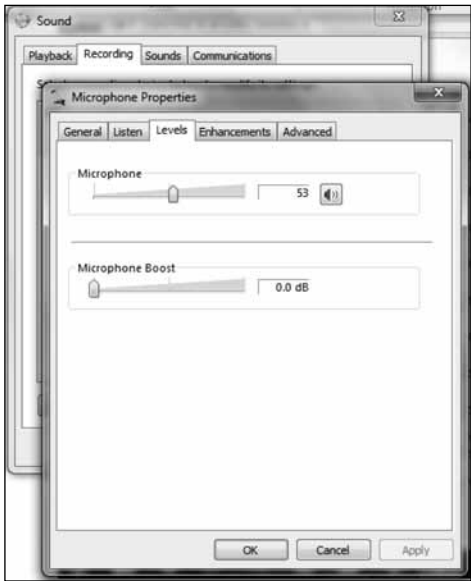 Sound
Playback Recording Sounds Communications
Microphone Properties
General Listen Levels Enhancements Advanced
Microphone
53
Microphone Boost
0.0 dB
OK Cancel Apply